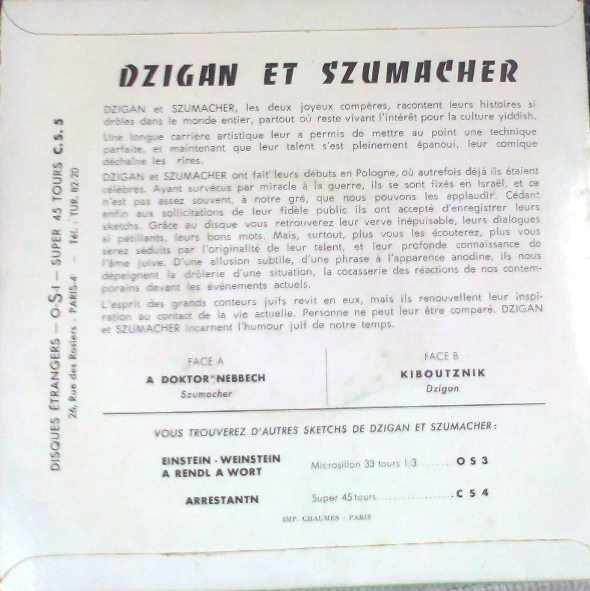 DZIGAN ET SZUMACHER
DZIGAN et SZUMACHER, les deux joyeux compères, racontent leurs histoires si
drôles dans le monde entier, partout où reste vivant l'intérêt pour la culture yiddish.
Une longue carrière artistique leur a permis de mettre au point une technique
parfaite, et maintenant que leur talent s'est pleinement épanoui, leur comique
déchaîne les rires.
DZIGAN et SZUMACHER ont fait leurs débuts en Pologne, où autrefois déjà ils étaient
célèbres. Ayant survécus par miracle à la guerre, ils se sont fixés en Israël, et ce
n'est pas assez souvent, a notre gré, que nous pouvons les applaudir. Cédant
enfin aux sollicitations de leur fidèle public ils ont accepté d'enregistrer leurs
sketchs. Grâce au disque vous retrouverez leur verve inépuisable, leurs dialogues
si pétillants, leurs bons mots. Mais, surtout, plus vous les écouterez, plus vous
serez séduits par l'originalité de leur talent, et leur profonde connaissance de
l'âme juive. D'une allusion subtile, d'une phrase à l'apparence anodine, ils nous
dépeignent la drôlerie d'une situation, la cocasserie des réactions de nos contem-
porains devant les événements actuels.
L'esprit des grands conteurs juifs revit en eux, mais ils renouvellent leur inspi-
ration au contact de la vie actuelle. Personne ne peut leur être comparé. DZIGAN
et SZUMACHER incarnent l'humour juif de notre temps.
FACE A
A DOKTOR NEBBECH
Szumacher
FACE B
KIBOUTZNIK
Dzigan
VOUS TROUVEREZ D'AUTRES SKETCHS DE DZIGAN ET SZUMACHER :
EINSTEIN - WEINSTEIN
A RENDL A WORT
Microsillon 33 tours 1/3 ........ O S 3
ARRESTANTN
Super 45 tours ............ C S 4
IMP. CHAUMES - PARIS
DISQUES ÉTRANGERS — O-S-I — SUPER 45 TOURS C. S. 5
26, Rue des Rosiers - PARIS-4e — Tél. : TUR. 82-20